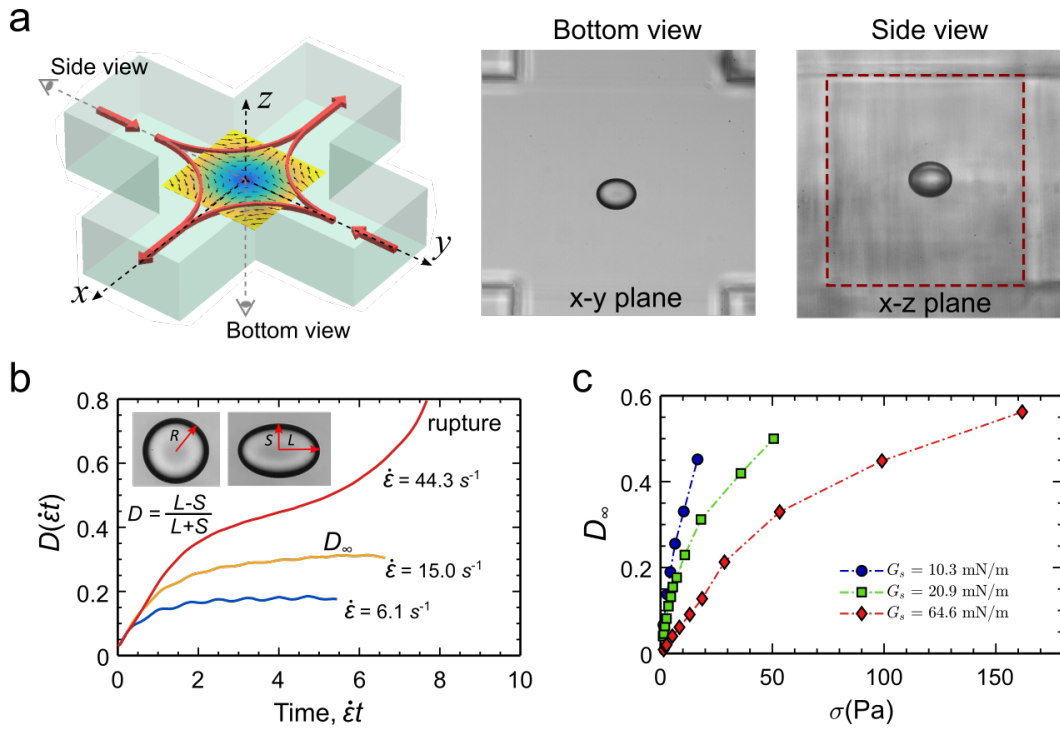 a
Side view
z
y
x
Bottom view
Bottom view
x-y plane
Side view
x-z plane
b
D(ε̇t)
0.8
0.6
0.4
0.2
0
0
2
4
6
8
10
Time, ε̇t
R
S
L
D = L-S
L+S
rupture
ε̇ = 44.3 s⁻¹
D∞
ε̇ = 15.0 s⁻¹
ε̇ = 6.1 s⁻¹
c
D∞
0.6
0.4
0.2
0
0
50
100
150
σ(Pa)
Gₛ = 10.3 mN/m
Gₛ = 20.9 mN/m
Gₛ = 64.6 mN/m